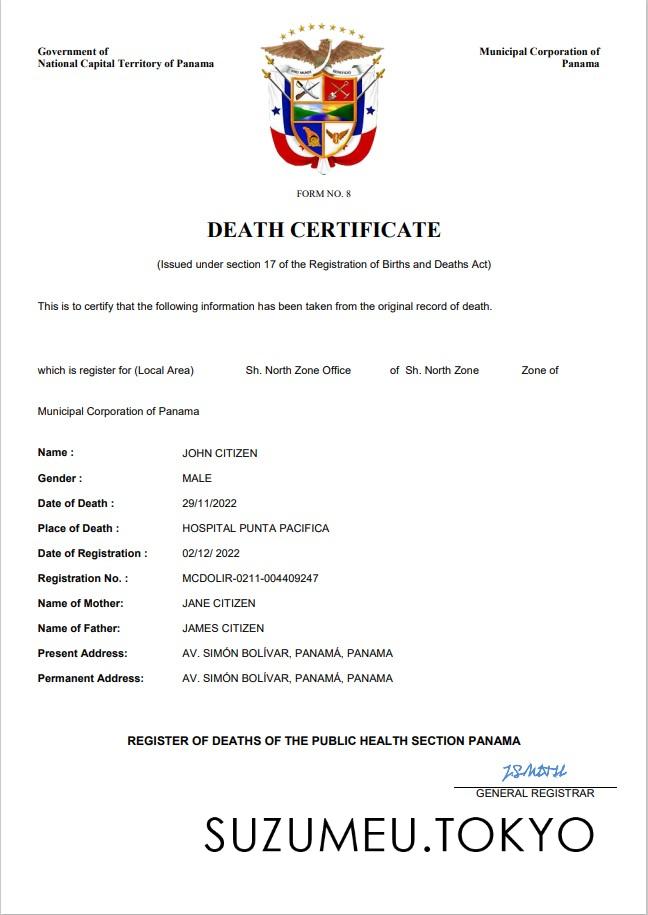 Government of
National Capital Territory of Panama
Municipal Corporation of
Panama
FORM NO. 8
DEATH CERTIFICATE
(Issued under section 17 of the Registration of Births and Deaths Act)
This is to certify that the following information has been taken from the original record of death.
which is register for (Local Area) Sh. North Zone Office of Sh. North Zone Zone of
Municipal Corporation of Panama
Name : JOHN CITIZEN
Gender : MALE
Date of Death : 29/11/2022
Place of Death : HOSPITAL PUNTA PACIFICA
Date of Registration : 02/12/ 2022
Registration No. : MCDOLIR-0211-004409247
Name of Mother: JANE CITIZEN
Name of Father: JAMES CITIZEN
Present Address: AV. SIMÓN BOLÍVAR, PANAMÁ, PANAMA
Permanent Address: AV. SIMÓN BOLÍVAR, PANAMÁ, PANAMA
REGISTER OF DEATHS OF THE PUBLIC HEALTH SECTION PANAMA
GENERAL REGISTRAR
SUZUMEU.TOKYO